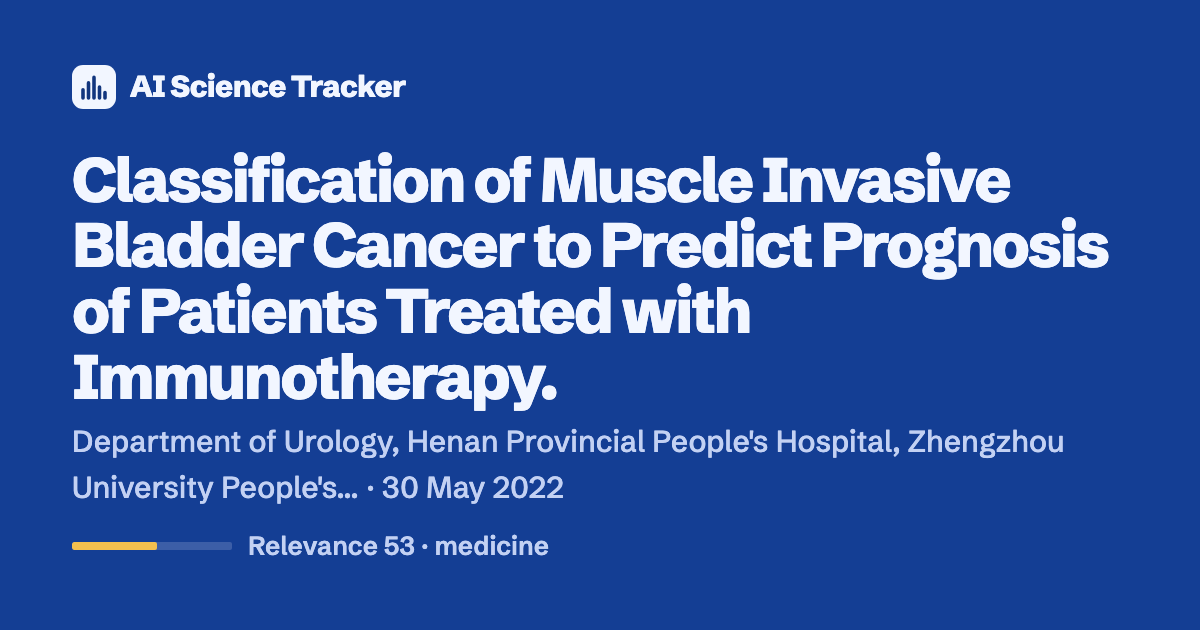 AI Science Tracker
Classification of Muscle Invasive
Bladder Cancer to Predict Prognosis
of Patients Treated with
Immunotherapy.
Department of Urology, Henan Provincial People's Hospital, Zhengzhou
University People's... · 30 May 2022
Relevance 53 · medicine